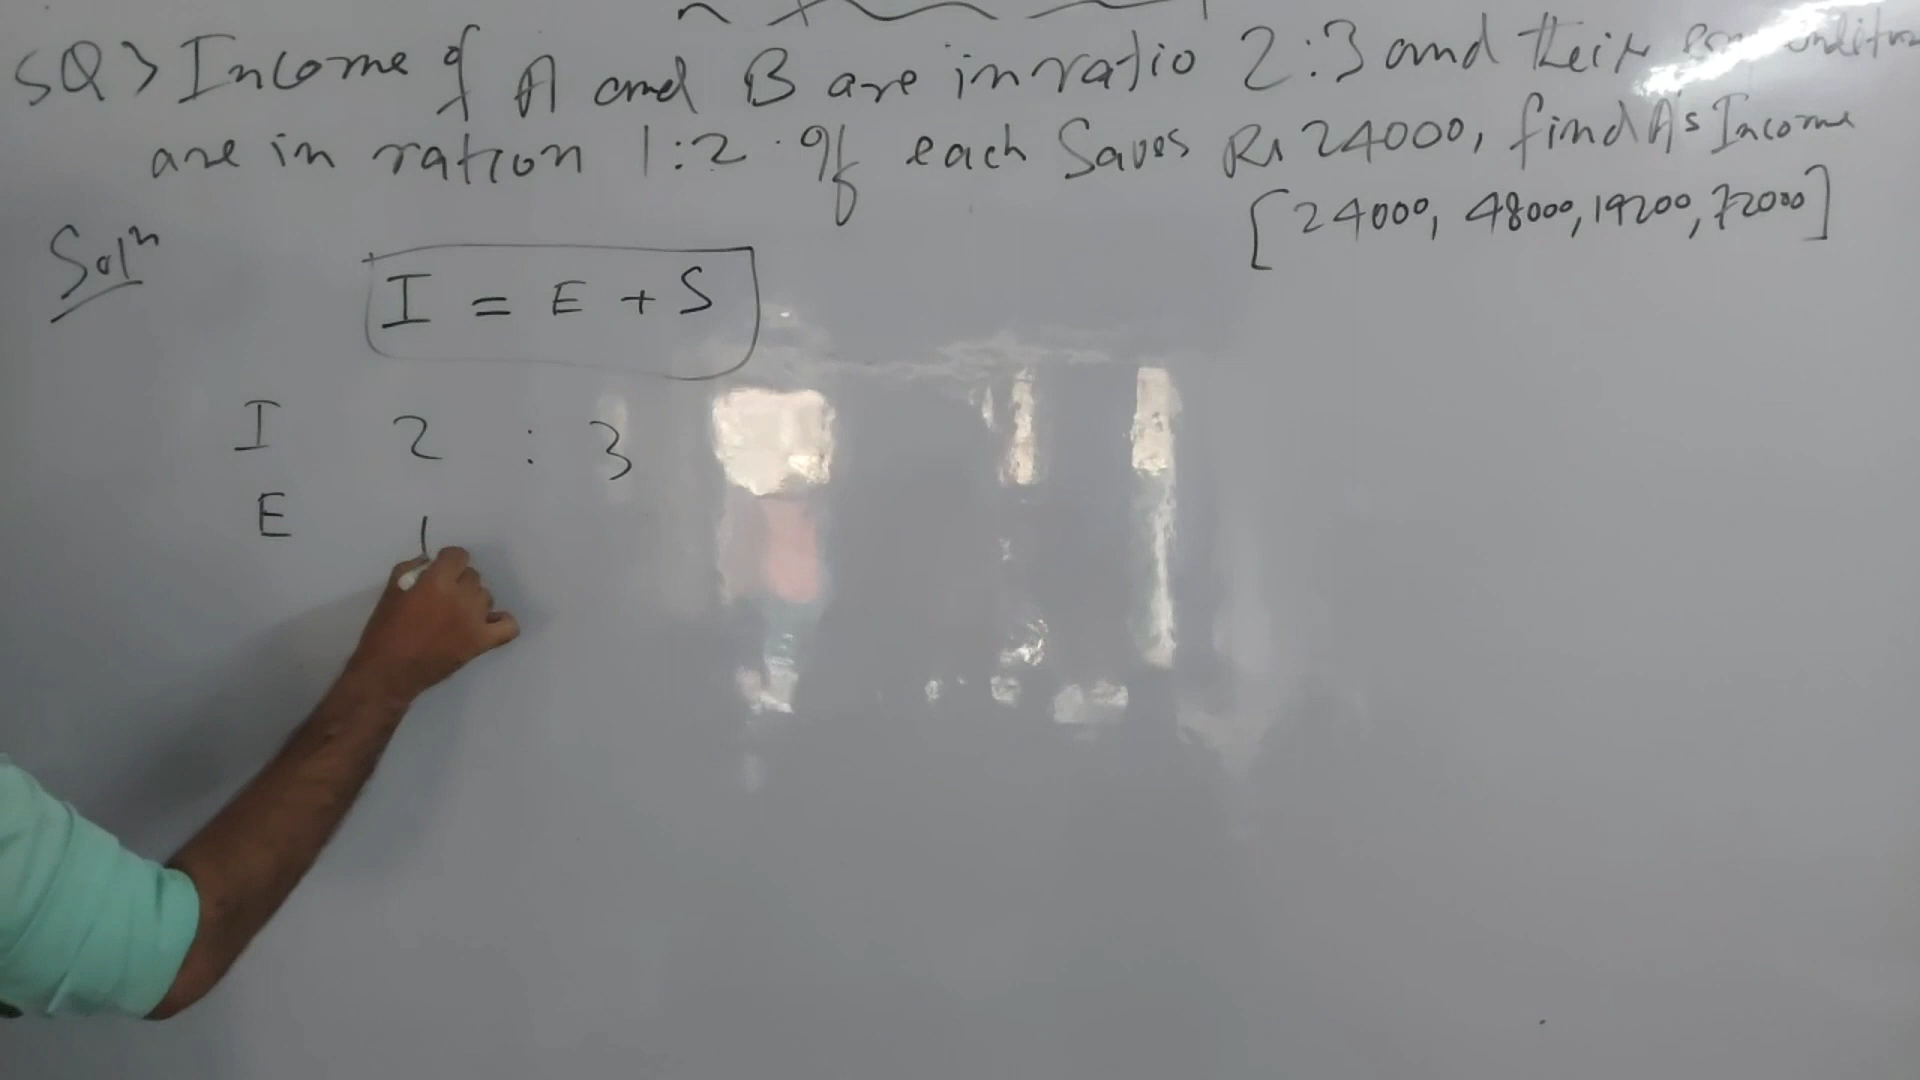 SQ> Income of A and B are in ratio 2:3 and their
are in ration 1:2. If each Saves Rs 24000, find A's Income
[24000, 48000, 19200, 72000]
Solⁿ
I = E + S
I 2 : 3
E 1